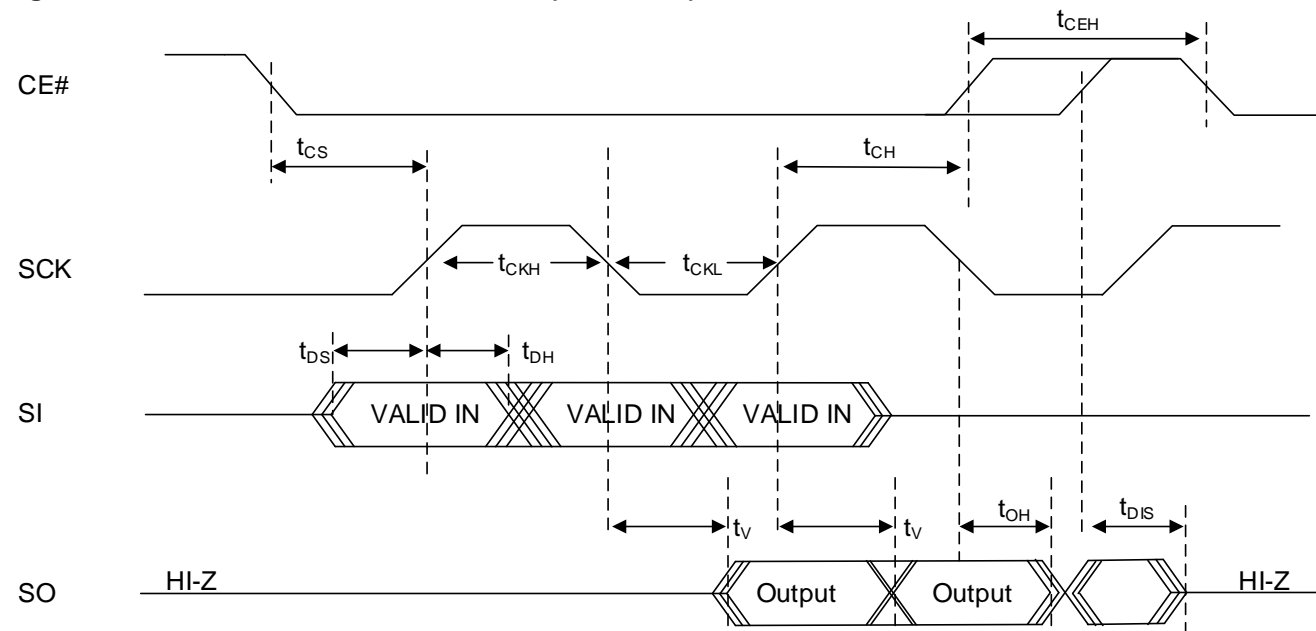 tCEH
CE#
tCS
tCH
SCK
tCKH
tCKL
tDS
tDH
SI
VALID IN
VALID IN
VALID IN
tV
tV
tOH
tDIS
SO
HI-Z
Output
Output
HI-Z